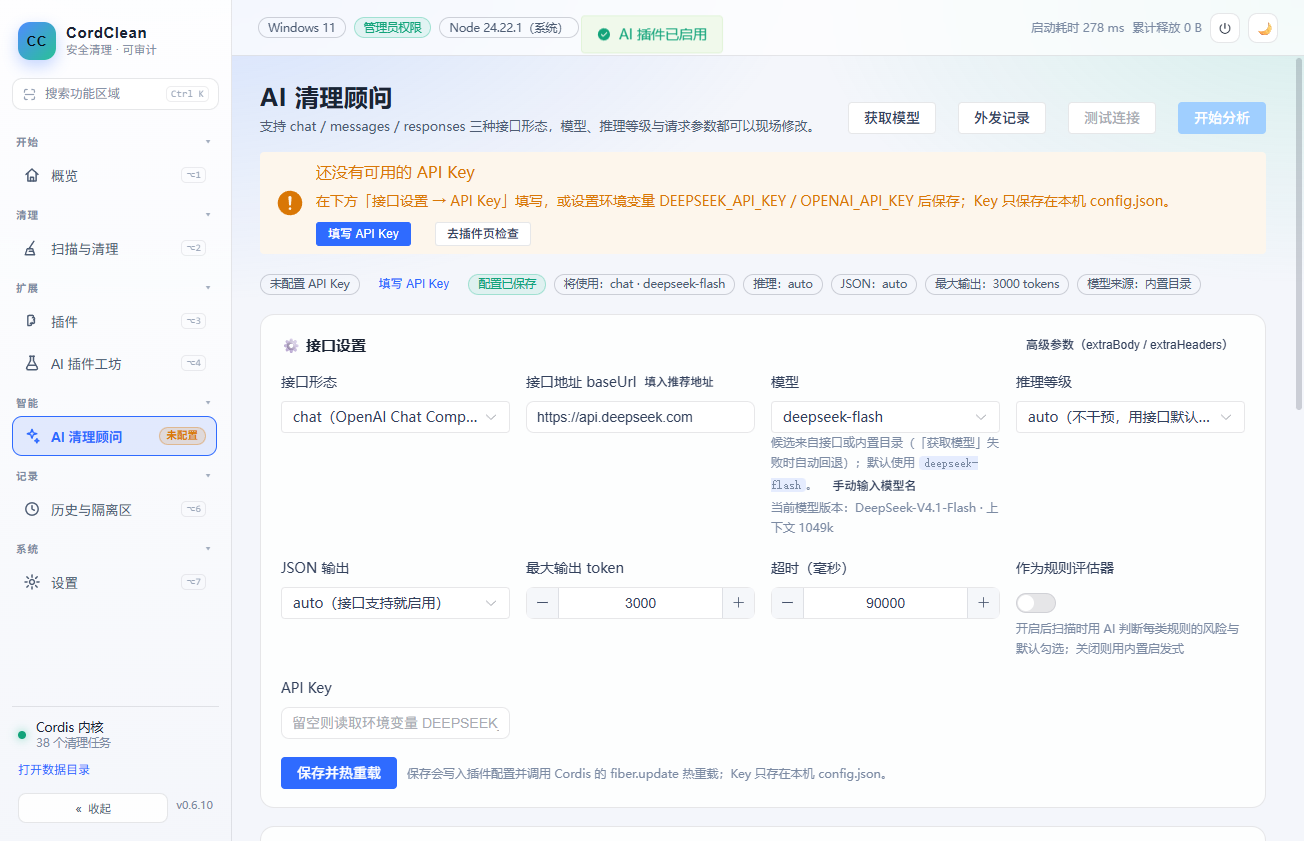 CC
CordClean
安全清理 · 可审计
搜索功能区域
Ctrl K
开始
概览
⌥1
清理
扫描与清理
⌥2
扩展
插件
⌥3
AI 插件工坊
⌥4
智能
AI 清理顾问
未配置
记录
历史与隔离区
⌥6
系统
设置
⌥7
Cordis 内核
38 个清理任务
打开数据目录
« 收起
v0.6.10
Windows 11
管理员权限
Node 24.22.1（系统）
AI 插件已启用
启动耗时 278 ms
累计释放 0 B
AI 清理顾问
支持 chat / messages / responses 三种接口形态，模型、推理等级与请求参数都可以现场修改。
获取模型
外发记录
测试连接
开始分析
还没有可用的 API Key
在下方「接口设置 → API Key」填写，或设置环境变量 DEEPSEEK_API_KEY / OPENAI_API_KEY 后保存；Key 只保存在本机 config.json。
填写 API Key
去插件页检查
未配置 API Key
填写 API Key
配置已保存
将使用：chat · deepseek-flash
推理：auto
JSON：auto
最大输出：3000 tokens
模型来源：内置目录
接口设置
高级参数（extraBody / extraHeaders）
接口形态
chat（OpenAI Chat Comp...
接口地址 baseUrl
填入推荐地址
https://api.deepseek.com
模型
deepseek-flash
候选来自接口或内置目录（「获取模型」失
败时自动回退）；默认使用 deepseek-
flash。 手动输入模型名
当前模型版本：DeepSeek-V4.1-Flash · 上
下文 1049k
推理等级
auto（不干预，用接口默认...
JSON 输出
auto（接口支持就启用）
最大输出 token
3000
超时（毫秒）
90000
作为规则评估器
开启后扫描时用 AI 判断每类规则的风险与
默认勾选；关闭则用内置启发式
API Key
留空则读取环境变量 DEEPSEEK_
保存并热重载
保存会写入插件配置并调用 Cordis 的 fiber.update 热重载；Key 只存在本机 config.json。